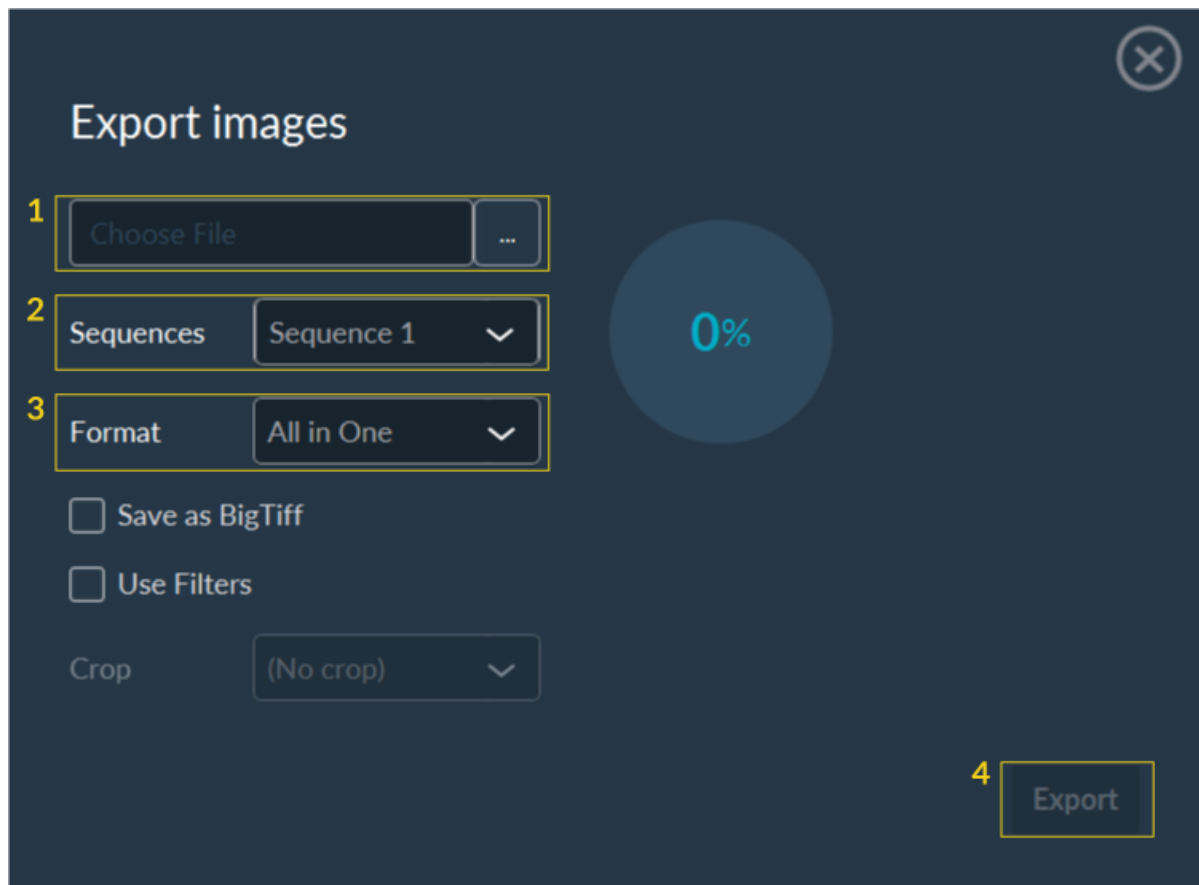 Export images
1
Choose File
...
2
Sequences
Sequence 1
3
Format
All in One
Save as BigTiff
Use Filters
Crop
(No crop)
0%
4
Export